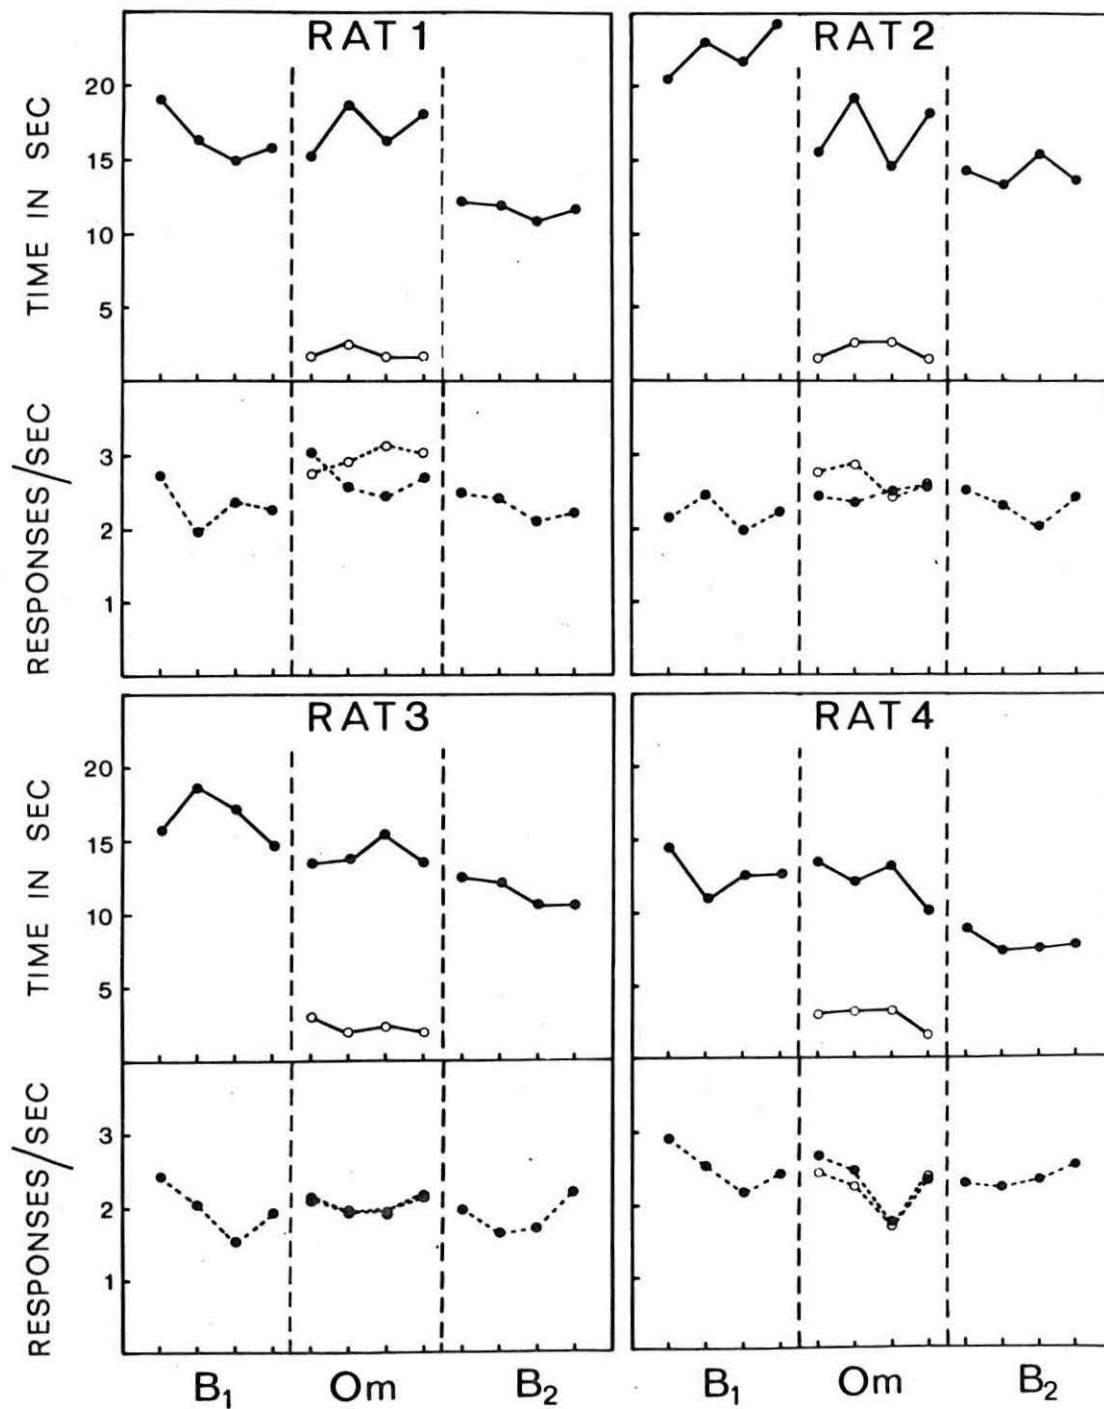 RAT 1
RAT 2
TIME IN SEC
20
15
10
5
RESPONSES/SEC
3
2
1
RAT 3
RAT 4
TIME IN SEC
20
15
10
5
RESPONSES/SEC
3
2
1
B₁ Om B₂
B₁ Om B₂